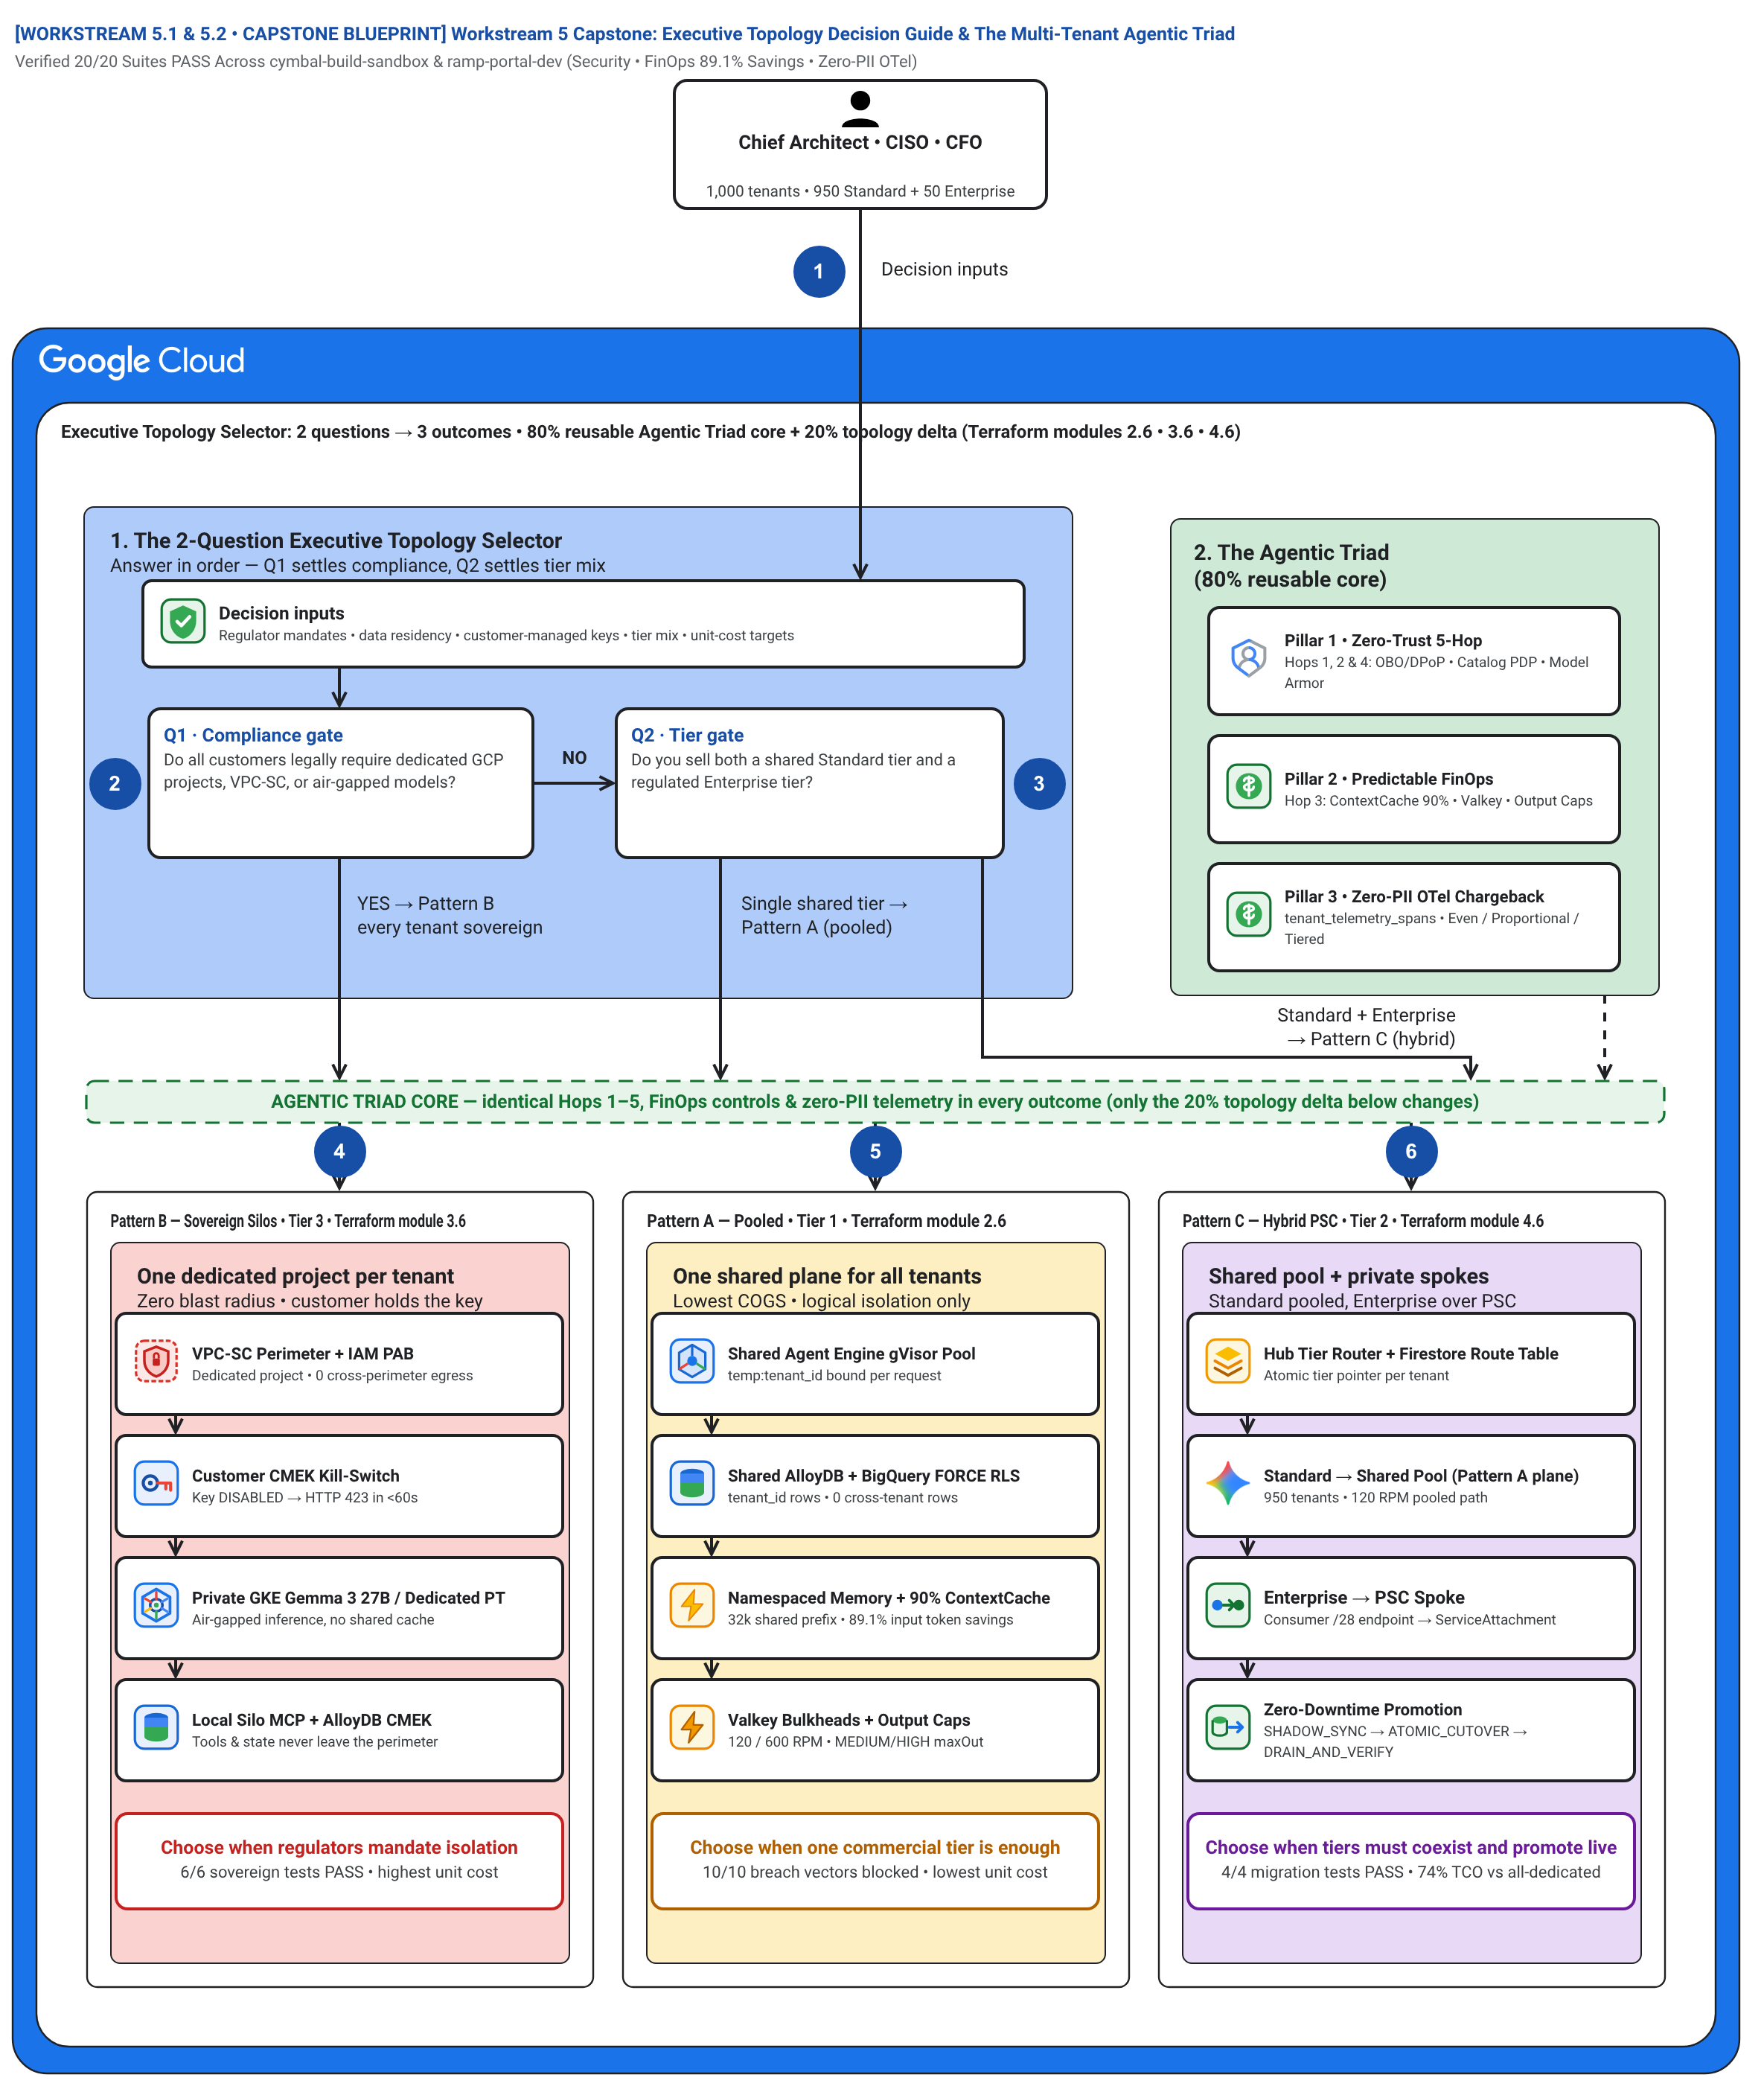 [WORKSTREAM 5.1 & 5.2 • CAPSTONE BLUEPRINT] Workstream 5 Capstone: Executive Topology Decision Guide & The Multi-Tenant Agentic Triad
Verified 20/20 Suites PASS Across cymbal-build-sandbox & ramp-portal-dev (Security • FinOps 89.1% Savings • Zero-PII OTel)
Chief Architect • CISO • CFO
1,000 tenants • 950 Standard + 50 Enterprise
1
Decision inputs
Google Cloud
Executive Topology Selector: 2 questions → 3 outcomes • 80% reusable Agentic Triad core + 20% topology delta (Terraform modules 2.6 • 3.6 • 4.6)
1. The 2-Question Executive Topology Selector
Answer in order — Q1 settles compliance, Q2 settles tier mix
Decision inputs
Regulator mandates • data residency • customer-managed keys • tier mix • unit-cost targets
2
Q1 · Compliance gate
Do all customers legally require dedicated GCP
projects, VPC-SC, or air-gapped models?
NO
Q2 · Tier gate
Do you sell both a shared Standard tier and a
regulated Enterprise tier?
3
YES → Pattern B
every tenant sovereign
Single shared tier →
Pattern A (pooled)
2. The Agentic Triad
(80% reusable core)
Pillar 1 • Zero-Trust 5-Hop
Hops 1, 2 & 4: OBO/DPoP • Catalog PDP • Model
Armor
Pillar 2 • Predictable FinOps
Hop 3: ContextCache 90% • Valkey • Output Caps
Pillar 3 • Zero-PII OTel Chargeback
tenant_telemetry_spans • Even / Proportional /
Tiered
Standard + Enterprise
→ Pattern C (hybrid)
AGENTIC TRIAD CORE — identical Hops 1–5, FinOps controls & zero-PII telemetry in every outcome (only the 20% topology delta below changes)
4
5
6
Pattern B — Sovereign Silos • Tier 3 • Terraform module 3.6
One dedicated project per tenant
Zero blast radius • customer holds the key
VPC-SC Perimeter + IAM PAB
Dedicated project • 0 cross-perimeter egress
Customer CMEK Kill-Switch
Key DISABLED → HTTP 423 in <60s
Private GKE Gemma 3 27B / Dedicated PT
Air-gapped inference, no shared cache
Local Silo MCP + AlloyDB CMEK
Tools & state never leave the perimeter
Choose when regulators mandate isolation
6/6 sovereign tests PASS • highest unit cost
Pattern A — Pooled • Tier 1 • Terraform module 2.6
One shared plane for all tenants
Lowest COGS • logical isolation only
Shared Agent Engine gVisor Pool
temp:tenant_id bound per request
Shared AlloyDB + BigQuery FORCE RLS
tenant_id rows • 0 cross-tenant rows
Namespaced Memory + 90% ContextCache
32k shared prefix • 89.1% input token savings
Valkey Bulkheads + Output Caps
120 / 600 RPM • MEDIUM/HIGH maxOut
Choose when one commercial tier is enough
10/10 breach vectors blocked • lowest unit cost
Pattern C — Hybrid PSC • Tier 2 • Terraform module 4.6
Shared pool + private spokes
Standard pooled, Enterprise over PSC
Hub Tier Router + Firestore Route Table
Atomic tier pointer per tenant
Standard → Shared Pool (Pattern A plane)
950 tenants • 120 RPM pooled path
Enterprise → PSC Spoke
Consumer /28 endpoint → ServiceAttachment
Zero-Downtime Promotion
SHADOW_SYNC → ATOMIC_CUTOVER →
DRAIN_AND_VERIFY
Choose when tiers must coexist and promote live
4/4 migration tests PASS • 74% TCO vs all-dedicated